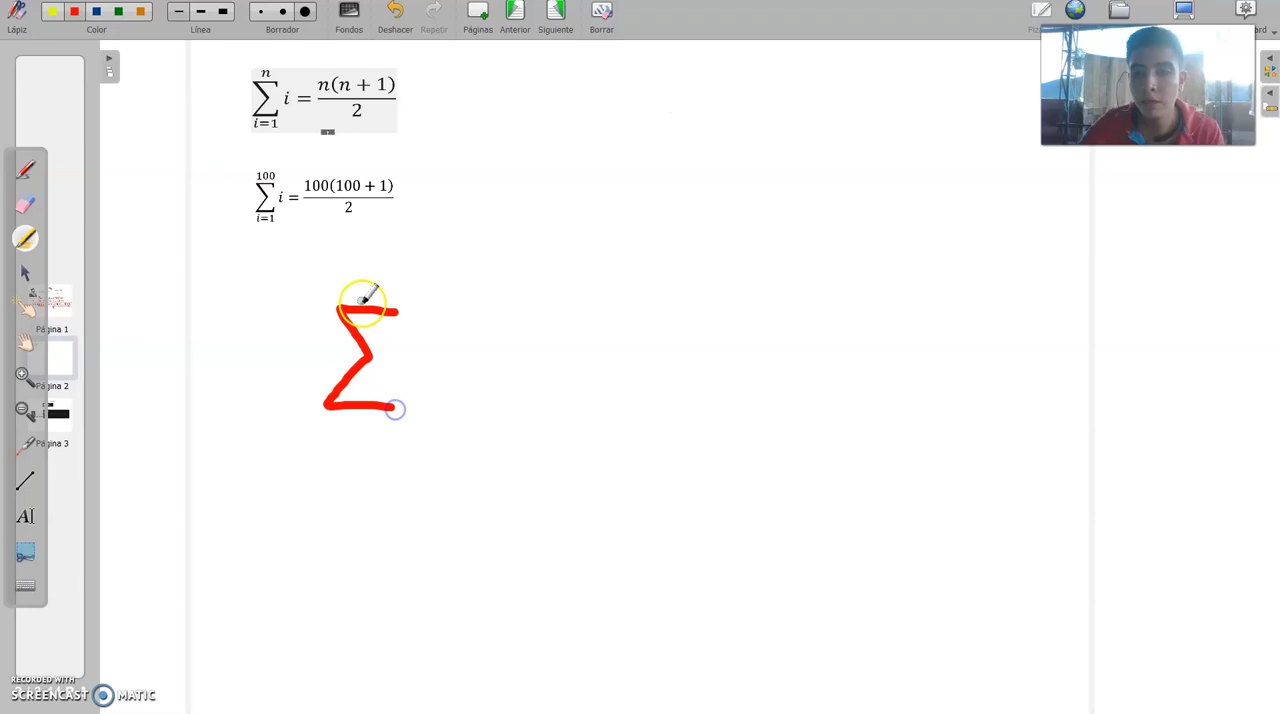 Lápiz Color Línea Borrador Fondos Deshacer Repetir Páginas Anterior Siguiente Borrar
n
∑ i = n(n + 1)/2
i=1
100
∑ i = 100(100 + 1)/2
i=1
Σ
Página 1
Página 2
Página 3
A
RECORDED WITH
SCREENCAST MATIC